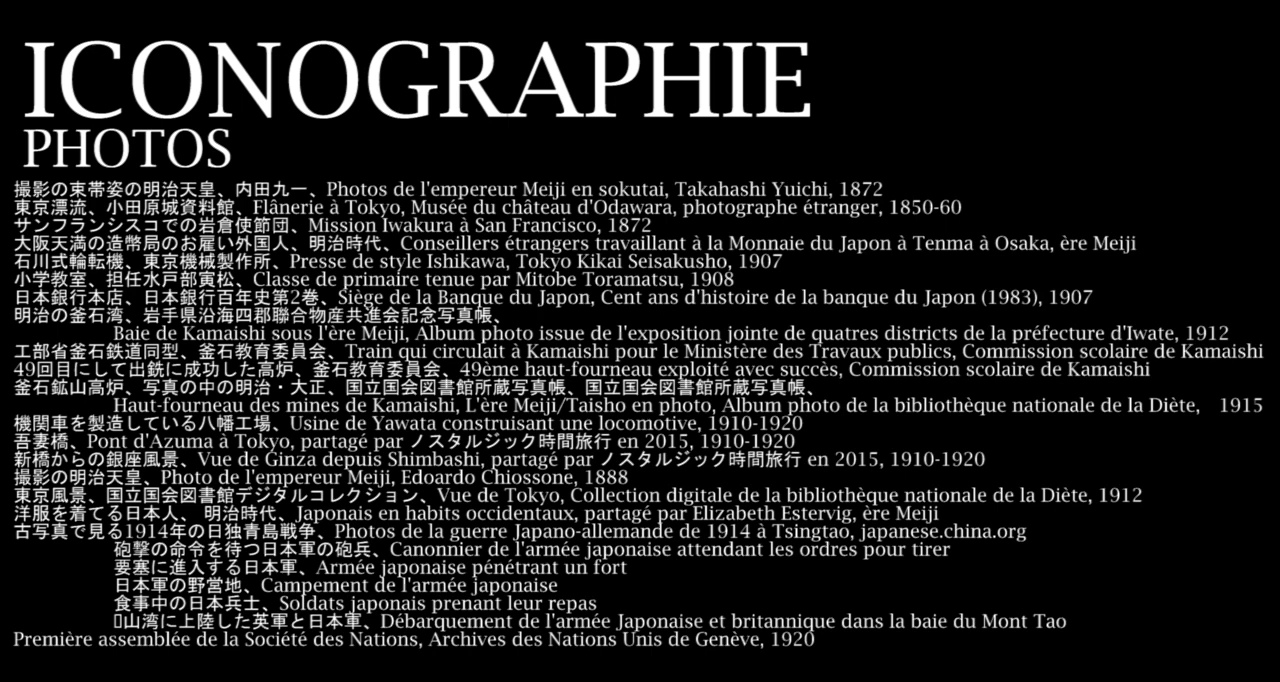 ICONOGRAPHIE
PHOTOS
撮影の束帯姿の明治天皇、内田九一、Photos de l'empereur Meiji en sokutai, Takahashi Yuichi, 1872
東京漂流、小田原城資料館、Flânerie à Tokyo, Musée du château d'Odawara, photographe étranger, 1850-60
サンフランシスコでの岩倉使節団、Mission Iwakura à San Francisco, 1872
大阪天満の造幣局のお雇い外国人、明治時代、Conseillers étrangers travaillant à la Monnaie du Japon à Tenma à Osaka, ère Meiji
石川式輪転機、東京機械製作所、Presse de style Ishikawa, Tokyo Kikai Seisakusho, 1907
小学教室、担任水戸部寅松、Classe de primaire tenue par Mitobe Toramatsu, 1908
日本銀行本店、日本銀行百年史第2巻、Siège de la Banque du Japon, Cent ans d'histoire de la banque du Japon (1983), 1907
明治の釜石湾、岩手県沿海四郡聯合物産共進会記念写真帳、
Baie de Kamaishi sous l'ère Meiji, Album photo issue de l'exposition jointe de quatres districts de la préfecture d'Iwate, 1912
工部省釜石鉄道同型、釜石教育委員会、Train qui circulait à Kamaishi pour le Ministère des Travaux publics, Commission scolaire de Kamaishi
49回目にして出銑に成功した高炉、釜石教育委員会、49ème haut-fourneau exploité avec succès, Commission scolaire de Kamaishi
釜石鉱山高炉、写真の中の明治・大正、国立国会図書館所蔵写真帳、国立国会図書館所蔵写真帳、
Haut-fourneau des mines de Kamaishi, L'ère Meiji/Taisho en photo, Album photo de la bibliothèque nationale de la Diète, 1915
機関車を製造している八幡工場、Usine de Yawata construisant une locomotive, 1910-1920
吾妻橋、Pont d'Azuma à Tokyo, partagé par ノスタルジック時間旅行 en 2015, 1910-1920
新橋からの銀座風景、Vue de Ginza depuis Shimbashi, partagé par ノスタルジック時間旅行 en 2015, 1910-1920
撮影の明治天皇、Photo de l'empereur Meiji, Edoardo Chiossone, 1888
東京風景、国立国会図書館デジタルコレクション、Vue de Tokyo, Collection digitale de la bibliothèque nationale de la Diète, 1912
洋服を着てる日本人、 明治時代、Japonais en habits occidentaux, partagé par Elizabeth Estervig, ère Meiji
古写真で見る1914年の日独青島戦争、Photos de la guerre Japano-allemande de 1914 à Tsingtao, japanese.china.org
砲撃の命令を待つ日本軍の砲兵、Canonnier de l'armée japonaise attendant les ordres pour tirer
要塞に進入する日本軍、Armée japonaise pénétrant un fort
日本軍の野営地、Campement de l'armée japonaise
食事中の日本兵士、Soldats japonais prenant leur repas
山湾に上陸した英軍と日本軍、Débarquement de l'armée Japonaise et britannique dans la baie du Mont Tao
Première assemblée de la Société des Nations, Archives des Nations Unis de Genève, 1920